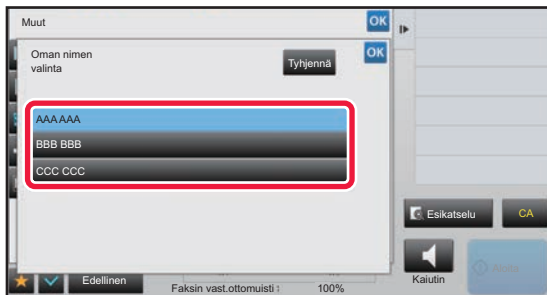 Muut
OK
Oman nimen
valinta
Tyhjennä
OK
AAA AAA
BBB BBB
CCC CCC
Esikatselu
CA
Edellinen
Faksin vast.ottomuisti :
100%
Kaiutin
Aloita